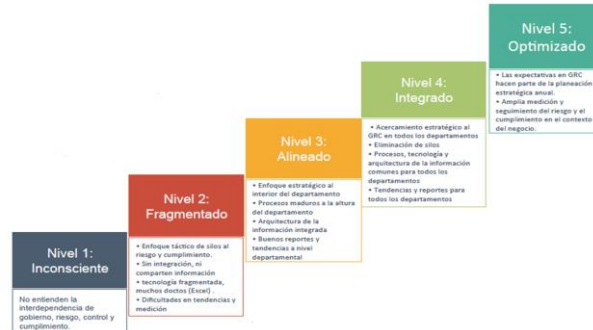 Nivel 1:
Inconsciente
No entienden la
interdependencia de
gobierno, riesgo, control y
cumplimiento.
Nivel 2:
Fragmentado
• Enfoque táctico de silos al
riesgo y cumplimiento.
• Sin integración, ni
comparten información
• tecnología fragmentada,
muchos doctos (Excel) .
• Dificultades en tendencias y
medición
Nivel 3:
Alineado
• Enfoque estratégico al
interior del departamento
• Procesos maduros a la altura
del departamento
• Arquitectura de la
información integrada
• Buenos reportes y
tendencias a nivel
departamental
Nivel 4:
Integrado
• Acercamiento estratégico al
GRC en todos los departamentos
• Eliminación de silos
• Procesos, tecnología y
arquitectura de la información
comunes para todos los
departamentos
• Tendencias y reportes para
todos los departamentos
Nivel 5:
Optimizado
• Las expectativas en GRC
hacen parte de la planeación
estratégica anual.
• Amplia medición y
seguimiento del riesgo y el
cumplimiento en el contexto
del negocio.